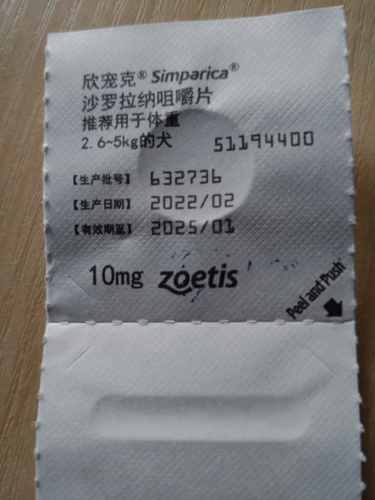 欣宠克® Simparica®
沙罗拉纳咀嚼片
推荐用于体重
2.6~5kg的犬 51194400
【生产批号】 632736
【生产日期】 2022/02
【有效期至】 2025/01
10mg zoetis
Peel and Push